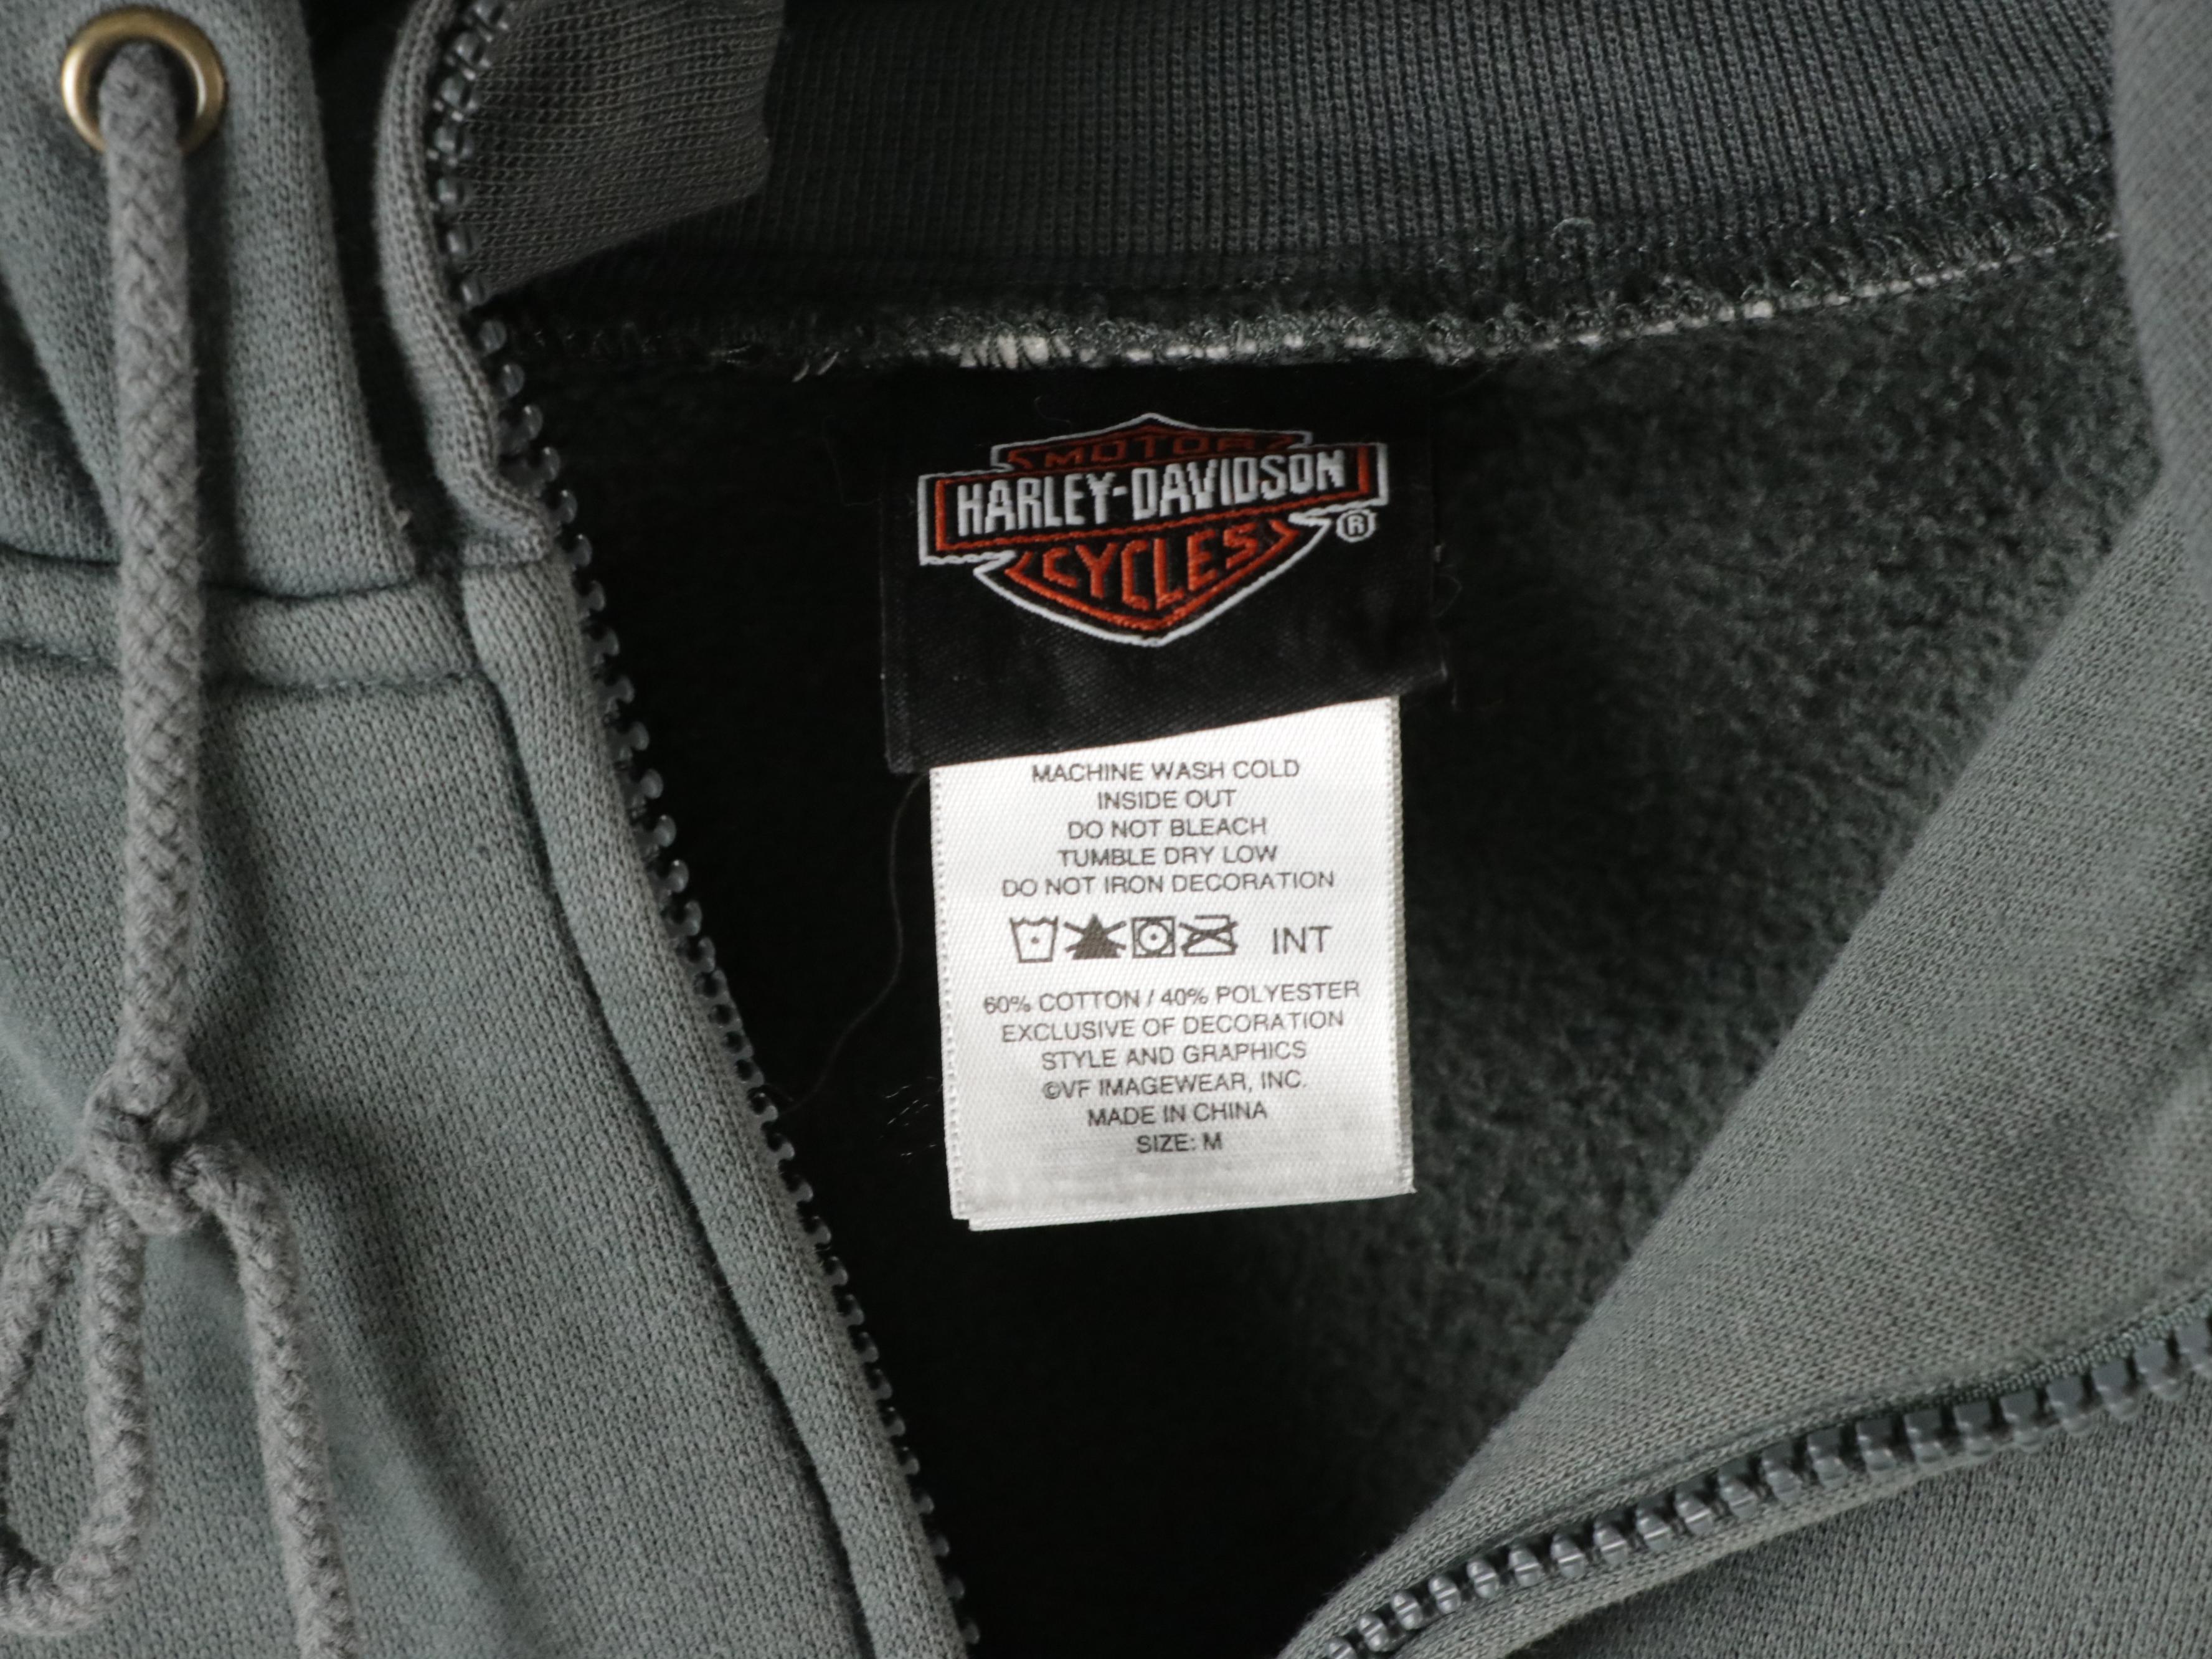 MOTOR
HARLEY-DAVIDSON
®
CYCLES
MACHINE WASH COLD
INSIDE OUT
DO NOT BLEACH
TUMBLE DRY LOW
DO NOT IRON DECORATION
INT
60% COTTON / 40% POLYESTER
EXCLUSIVE OF DECORATION
STYLE AND GRAPHICS
©VF IMAGEWEAR, INC.
MADE IN CHINA
SIZE: M